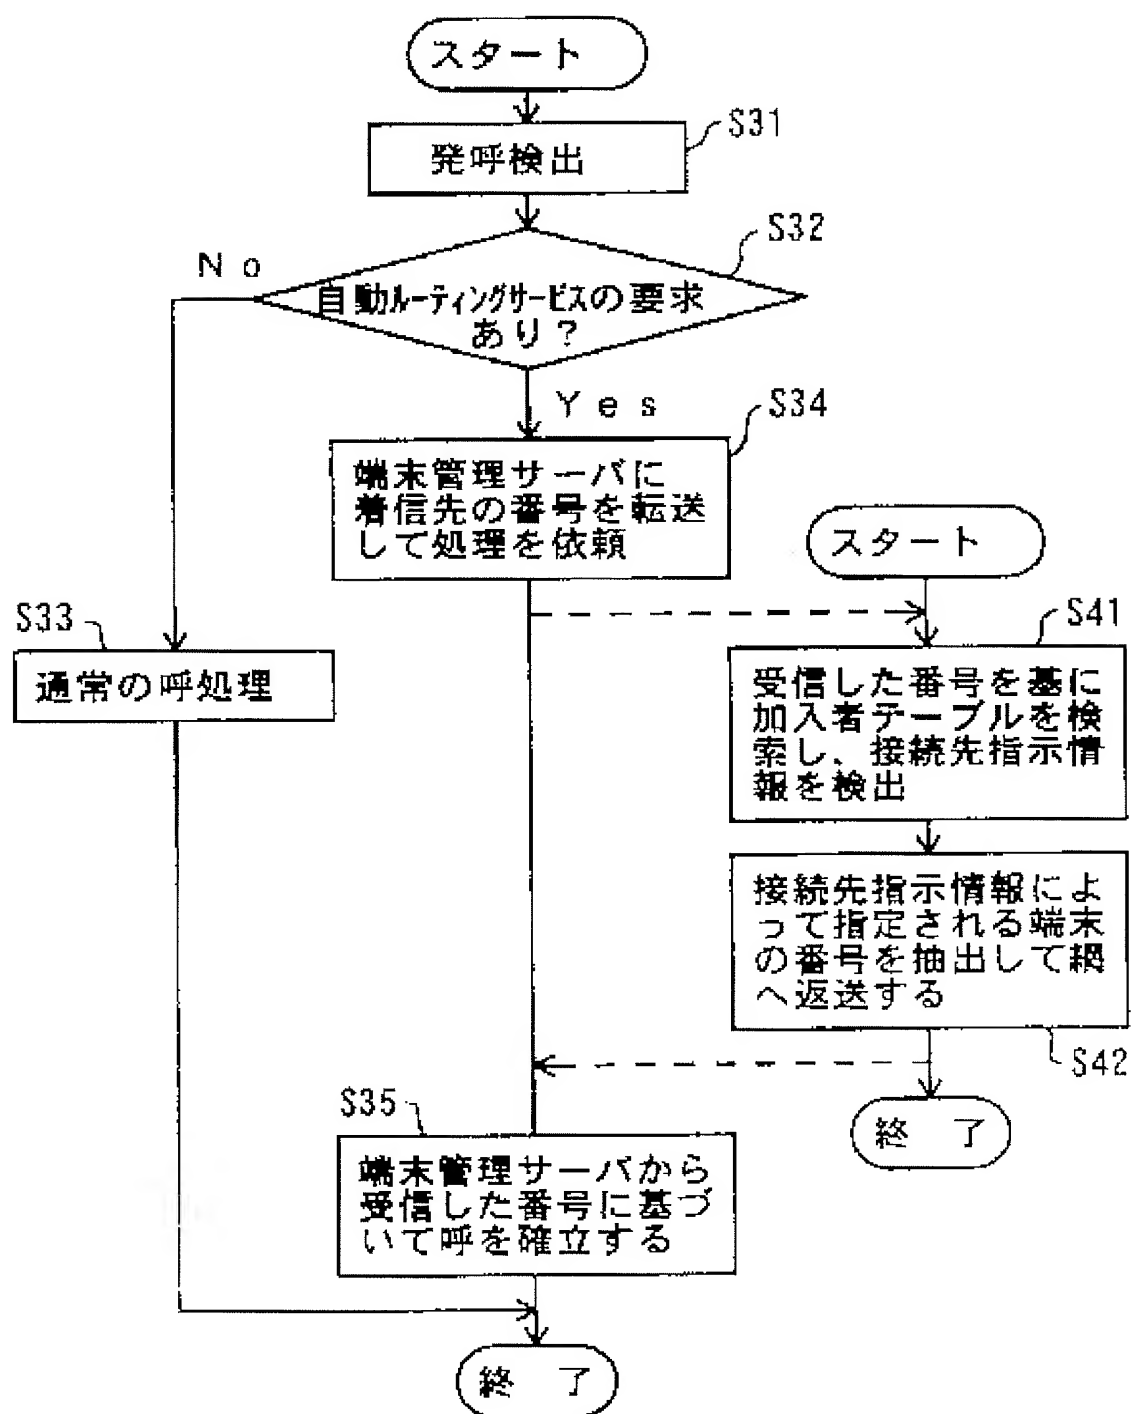 スタート
S31
発呼検出
S32
No
自動ルーティングサービスの要求
あり?
Yes
S34
端末管理サーバに
着信先の番号を転送
して処理を依頼
スタート
S33
通常の呼処理
S41
受信した番号を基に
加入者テーブルを検
索し、接続先指示情
報を検出
接続先指示情報によ
って指定される端末
の番号を抽出して網
へ返送する
S42
終 了
S35
端末管理サーバから
受信した番号に基づ
いて呼を確立する
終 了